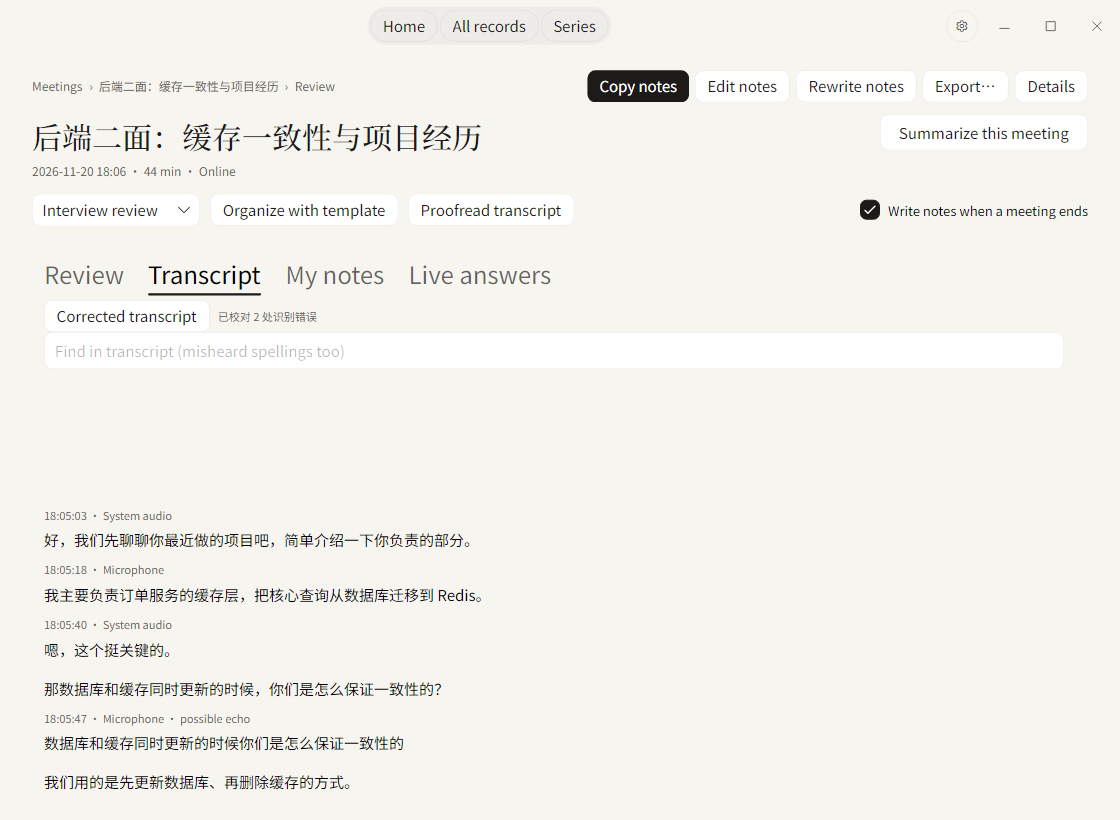 Home All records Series
Meetings › 后端二面：缓存一致性与项目经历 › Review
Copy notes Edit notes Rewrite notes Export··· Details
后端二面：缓存一致性与项目经历
Summarize this meeting
2026-11-20 18:06 • 44 min • Online
Interview review Organize with template Proofread transcript Write notes when a meeting ends
Review Transcript My notes Live answers
Corrected transcript 已校对 2 处识别错误
Find in transcript (misheard spellings too)
18:05:03 • System audio
好，我们先聊聊你最近做的项目吧，简单介绍一下你负责的部分。
18:05:18 • Microphone
我主要负责订单服务的缓存层，把核心查询从数据库迁移到 Redis。
18:05:40 • System audio
嗯，这个挺关键的。
那数据库和缓存同时更新的时候，你们是怎么保证一致性的？
18:05:47 • Microphone • possible echo
数据库和缓存同时更新的时候你们是怎么保证一致性的
我们用的是先更新数据库、再删除缓存的方式。